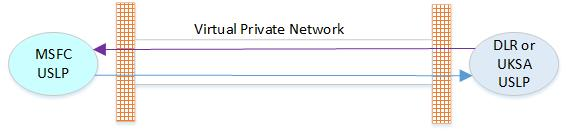 Virtual Private Network
MSFC
USLP
DLR or
UKSA
USLP